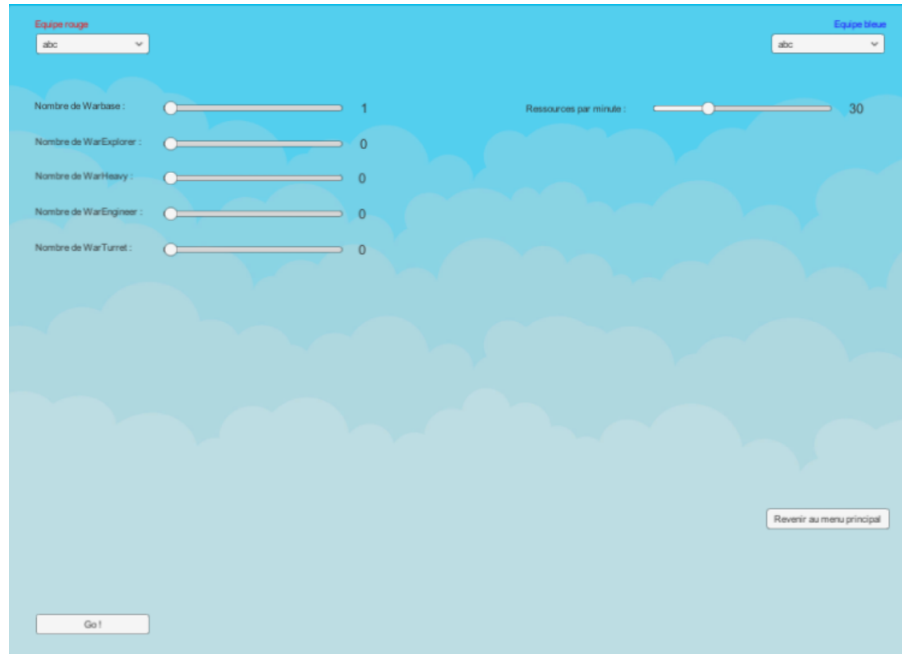 Equipe rouge
Equipe bleue
abc
abc
Nombre de Warbase :
1
Ressources par minute :
30
Nombre de WarExplorer :
0
Nombre de WarHeavy :
0
Nombre de WarEngineer :
0
Nombre de WarTurret :
0
Revenir au menu principal
Go !